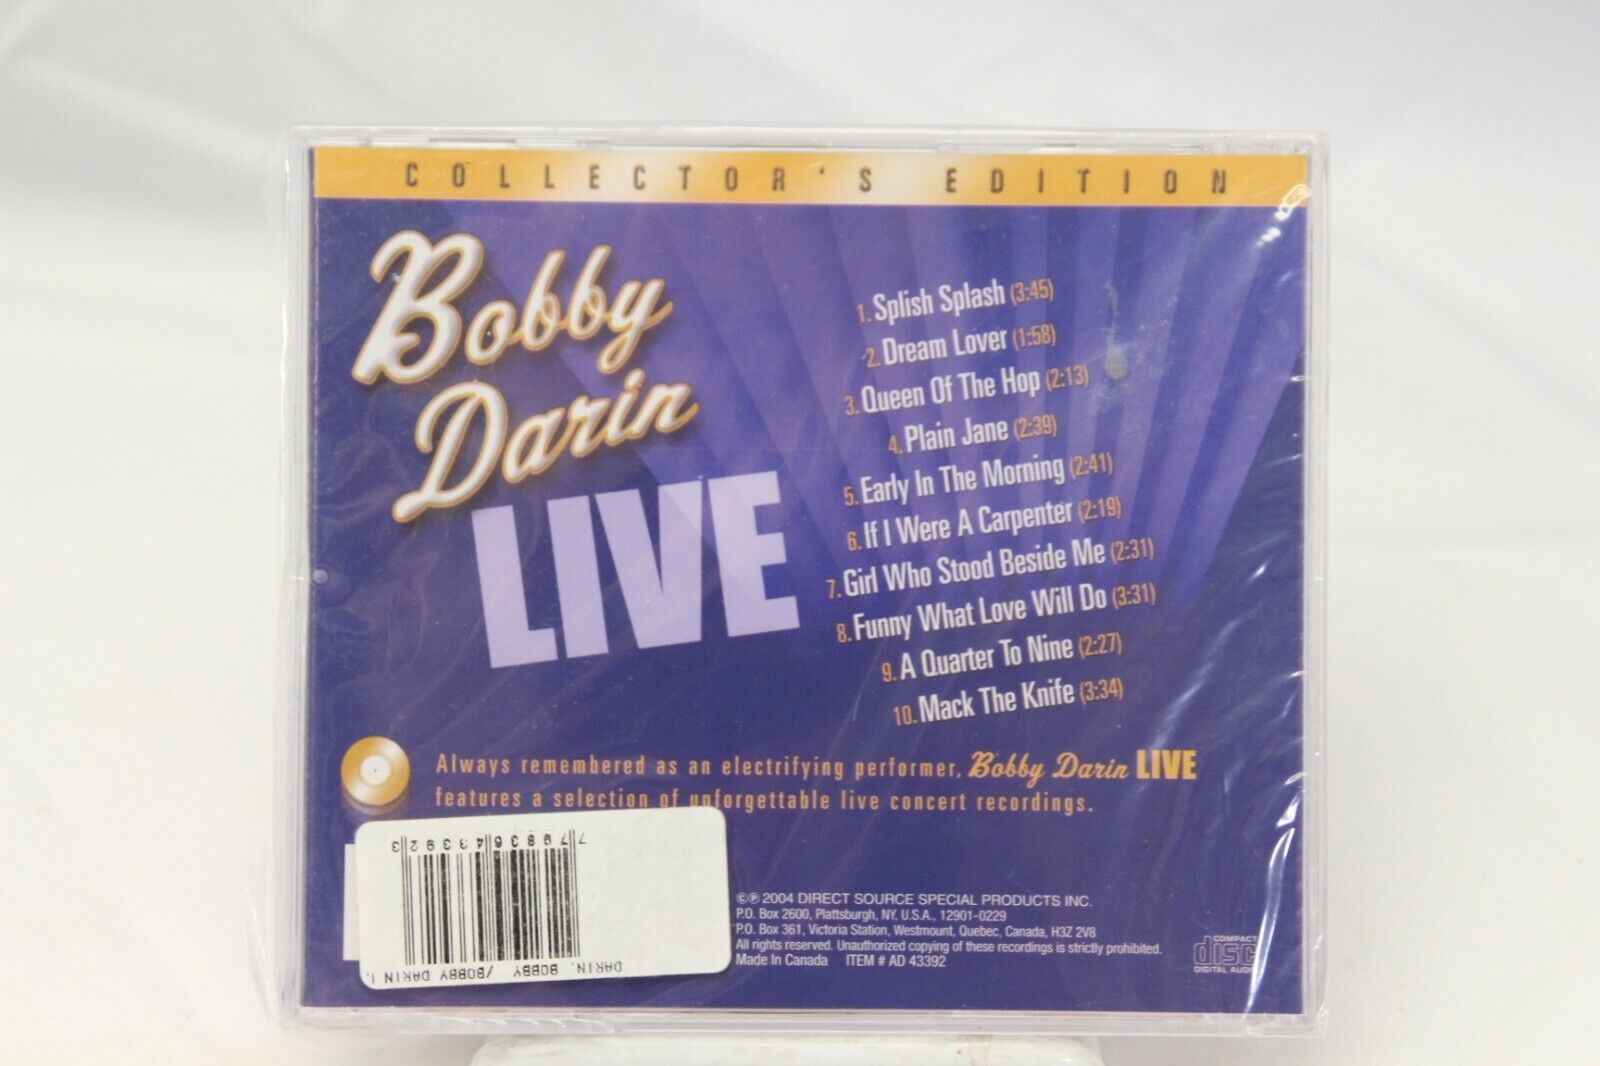 COLLECTOR'S EDITION
Bobby
Darin
LIVE
1. Splish Splash (3:45)
2. Dream Lover (1:58)
3. Queen Of The Hop (2:13)
4. Plain Jane (2:39)
5. Early In The Morning (2:41)
6. If I Were A Carpenter (2:19)
7. Girl Who Stood Beside Me (2:31)
8. Funny What Love Will Do (3:31)
9. A Quarter To Nine (2:27)
10. Mack The Knife (3:34)
Always remembered as an electrifying performer, Bobby Darin LIVE
features a selection of unforgettable live concert recordings.
7 79836 43392 3
DARIN, BOBBY /BOBBY DARIN L
©℗ 2004 DIRECT SOURCE SPECIAL PRODUCTS INC.
P.O. Box 2600, Plattsburgh, NY, U.S.A., 12901-0229
P.O. Box 361, Victoria Station, Westmount, Quebec, Canada, H3Z 2V8
All rights reserved. Unauthorized copying of these recordings is strictly prohibited.
Made In Canada ITEM # AD 43392
COMPACT
disc
DIGITAL AUDIO